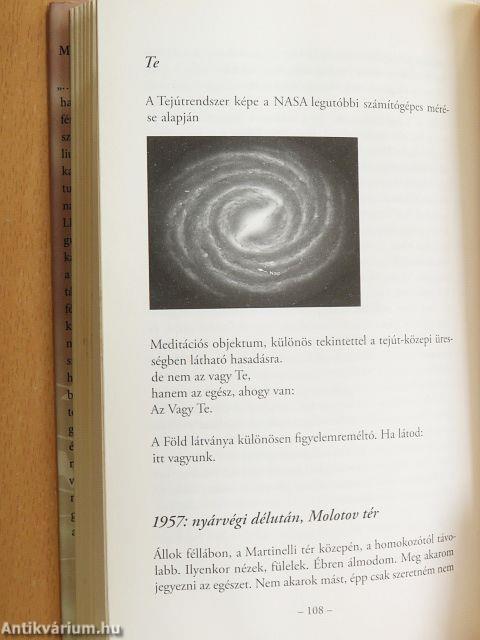 Te
A Tejútrendszer képe a NASA legutóbbi számítógépes méré-
se alapján
Nap
Meditációs objektum, különös tekintettel a tejút-közepi üres-
ségben látható hasadásra.
de nem az vagy Te,
hanem az egész, ahogy van:
Az Vagy Te.
A Föld látványa különösen figyelemreméltó. Ha látod:
itt vagyunk.
1957: nyárvégi délután, Molotov tér
Állok féllábon, a Martinelli tér közepén, a homokozótól távo-
labb. Ilyenkor nézek, fülelek. Ébren álmodom. Meg akarom
jegyezni az egészet. Nem akarok mást, épp csak szeretném nem
– 108 –
Antikvárium.hu